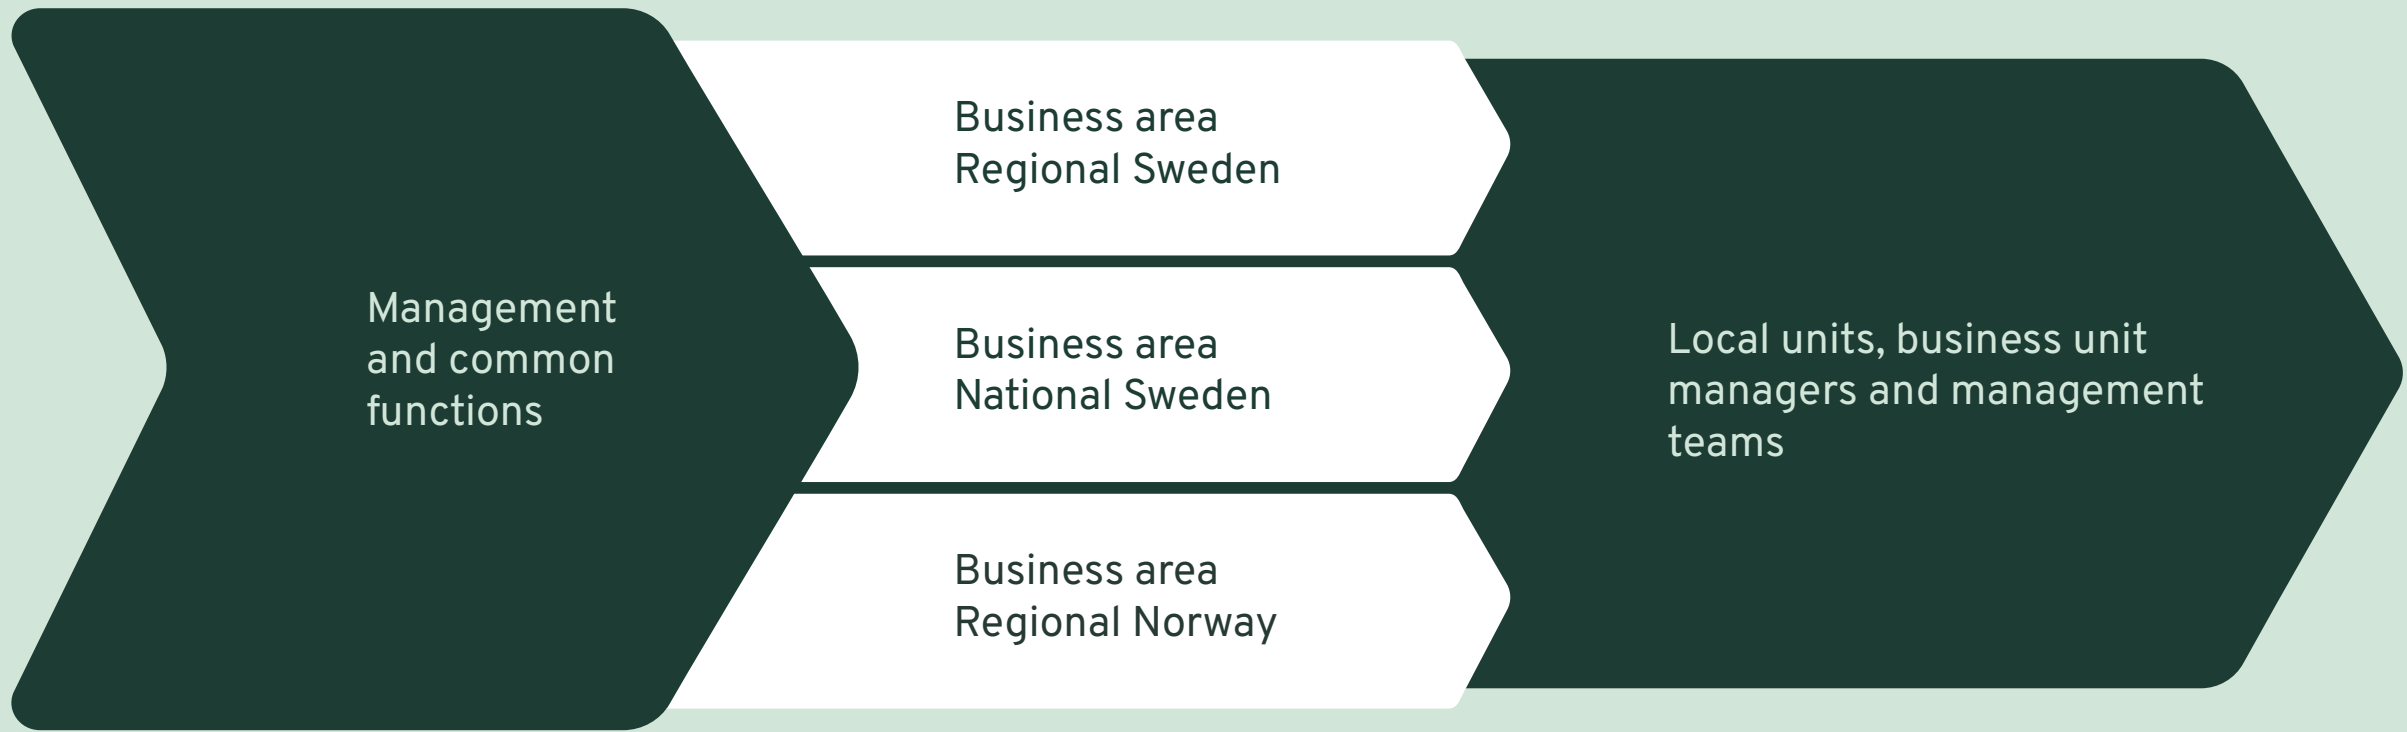 Management
and common
functions
Business area
Regional Sweden
Business area
National Sweden
Business area
Regional Norway
Local units, business unit
managers and management
teams